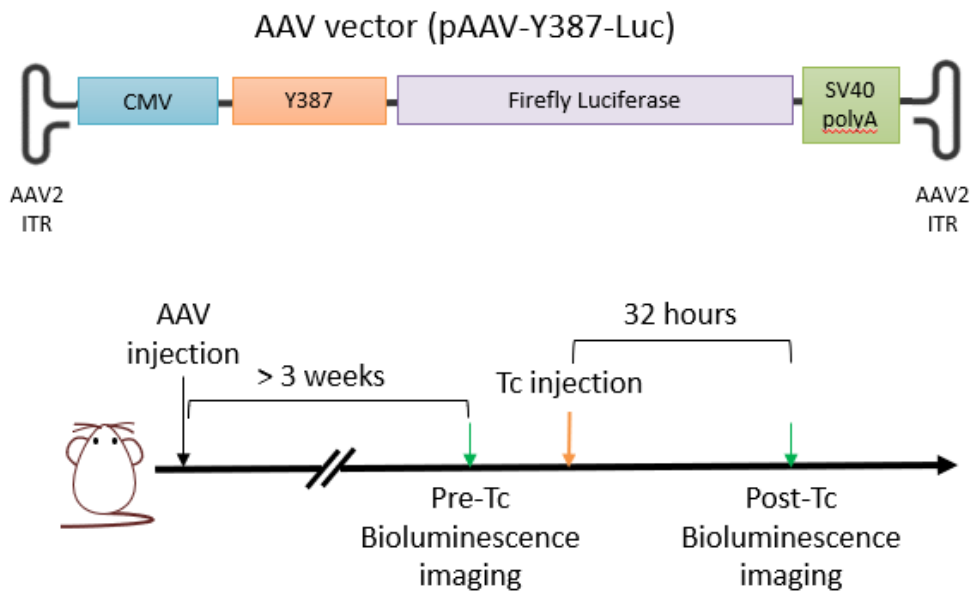 AAV vector (pAAV-Y387-Luc)
CMV
Y387
Firefly Luciferase
SV40
polyA
AAV2
ITR
AAV2
ITR
AAV
injection
> 3 weeks
32 hours
Tc injection
Pre-Tc
Bioluminescence
imaging
Post-Tc
Bioluminescence
imaging